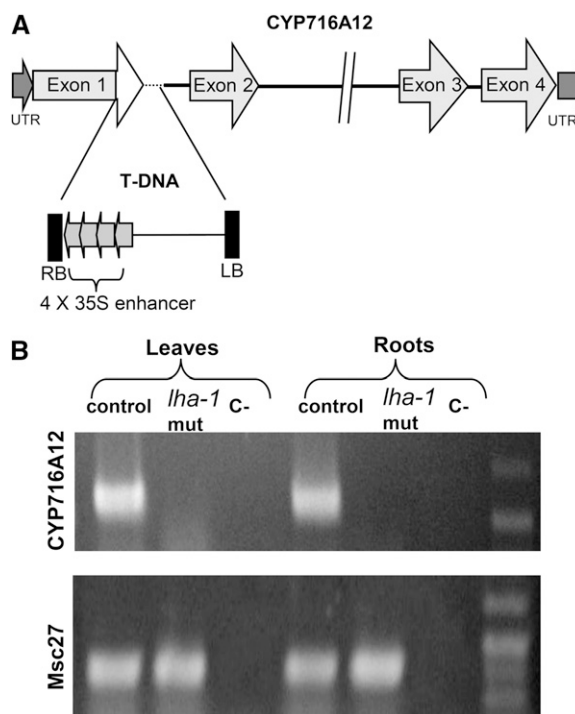 A
CYP716A12
Exon 1
Exon 2
Exon 3
Exon 4
UTR
UTR
T-DNA
RB
LB
4 X 35S enhancer
B
Leaves
Roots
control
lha-1
mut
C-
control
lha-1
mut
C-
CYP716A12
Msc27